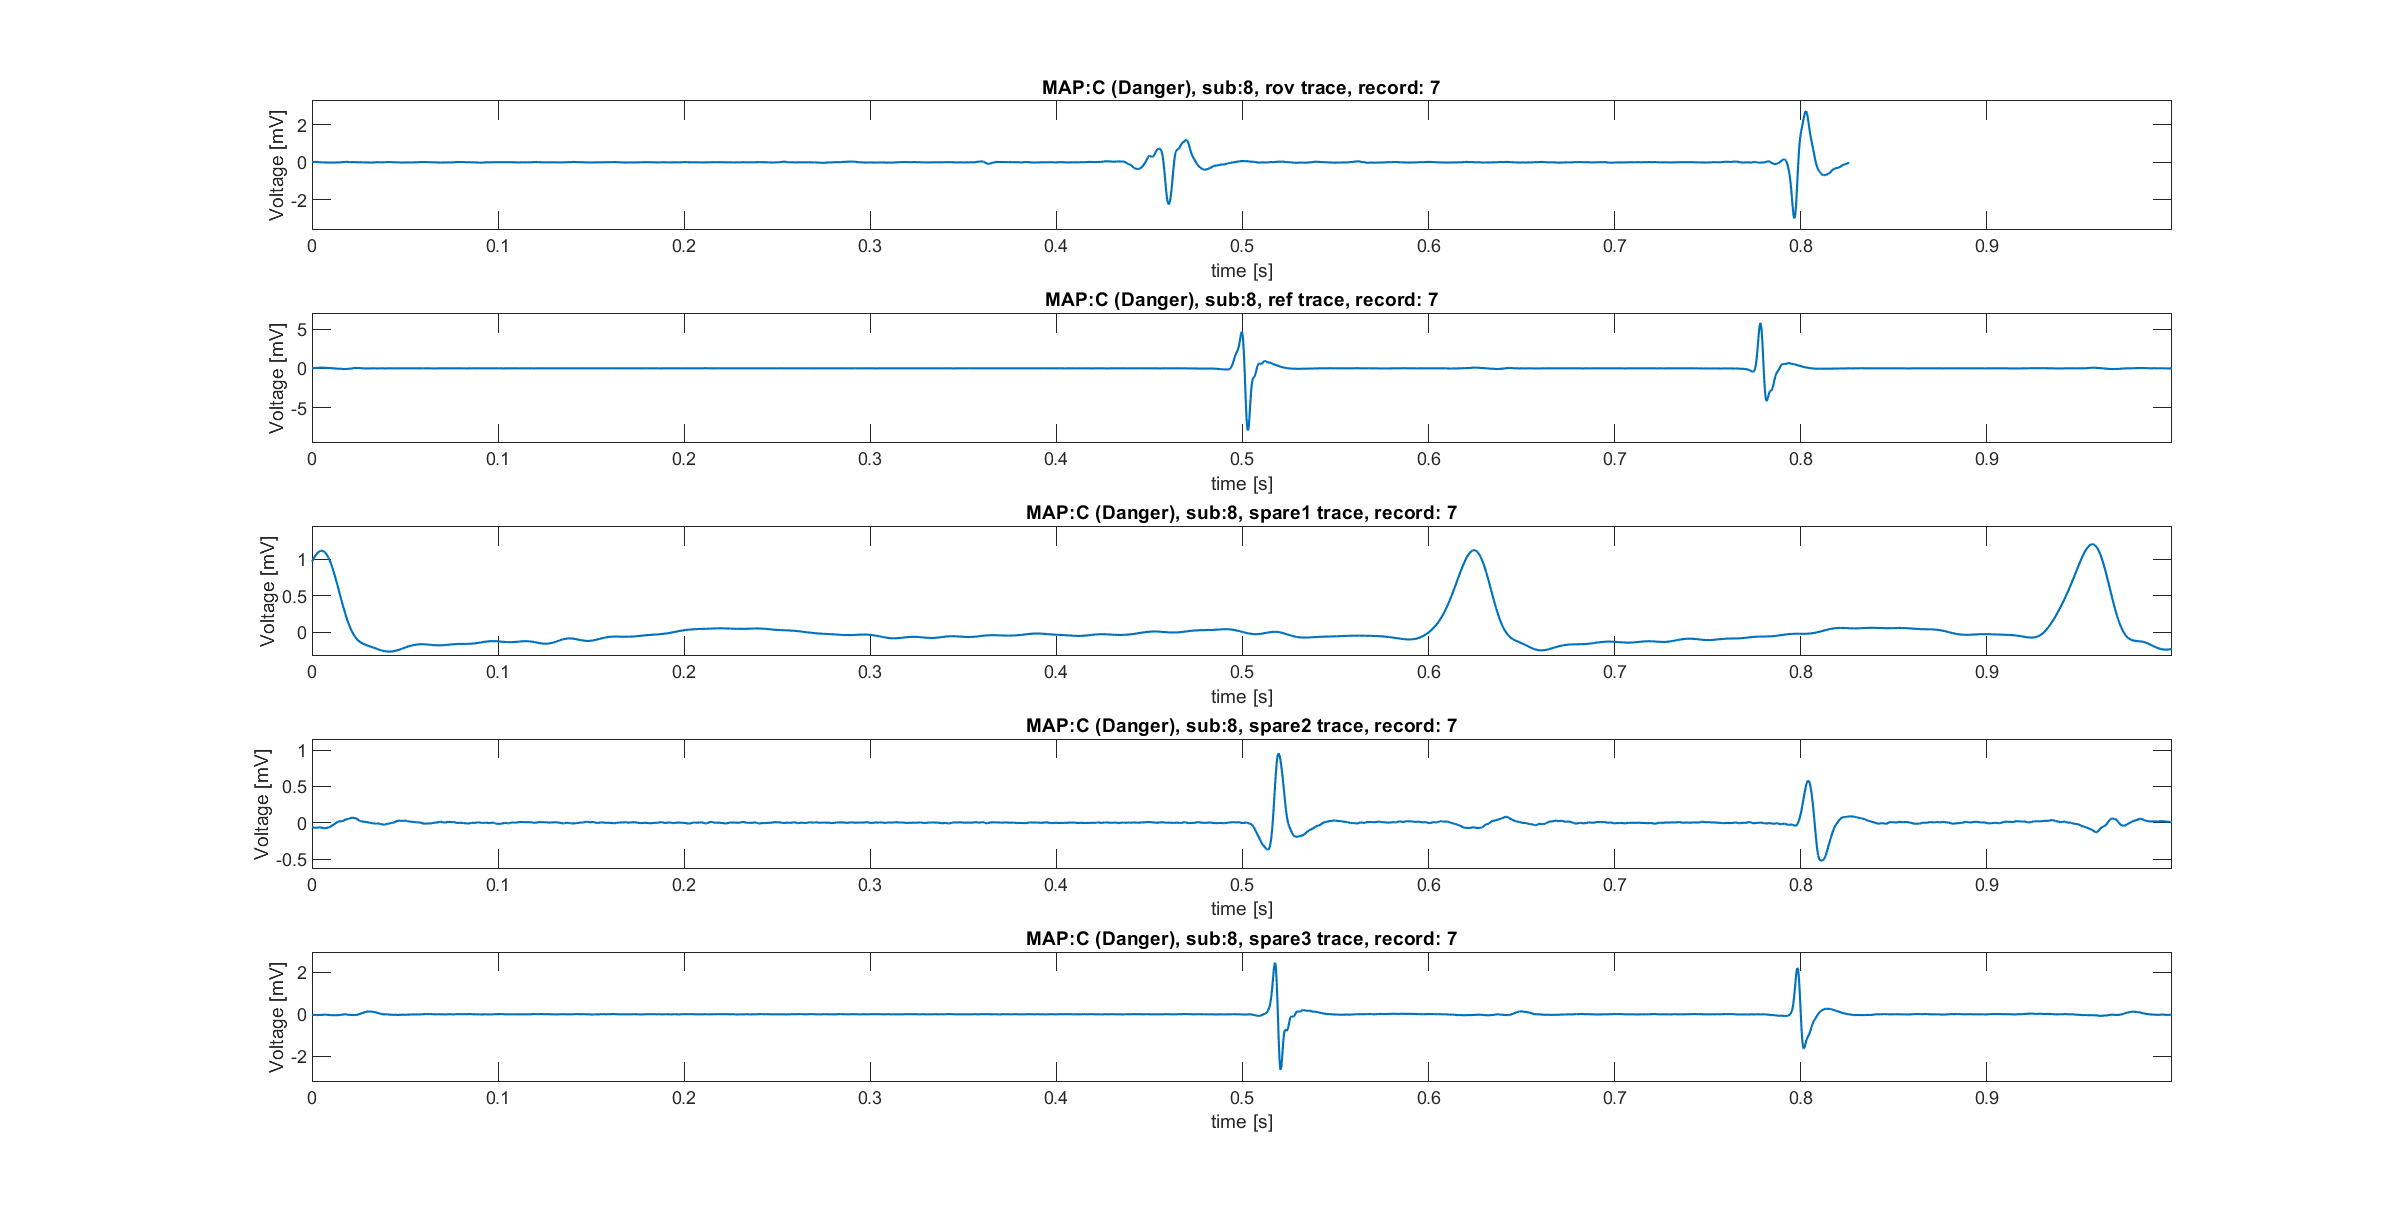 MAP:C (Danger), sub:8, rov trace, record: 7
Voltage [mV]
2
0
-2
0 0.1 0.2 0.3 0.4 0.5 0.6 0.7 0.8 0.9
time [s]
MAP:C (Danger), sub:8, ref trace, record: 7
Voltage [mV]
5
0
-5
0 0.1 0.2 0.3 0.4 0.5 0.6 0.7 0.8 0.9
time [s]
MAP:C (Danger), sub:8, spare1 trace, record: 7
Voltage [mV]
1
0.5
0
0 0.1 0.2 0.3 0.4 0.5 0.6 0.7 0.8 0.9
time [s]
MAP:C (Danger), sub:8, spare2 trace, record: 7
Voltage [mV]
1
0.5
0
-0.5
0 0.1 0.2 0.3 0.4 0.5 0.6 0.7 0.8 0.9
time [s]
MAP:C (Danger), sub:8, spare3 trace, record: 7
Voltage [mV]
2
0
-2
0 0.1 0.2 0.3 0.4 0.5 0.6 0.7 0.8 0.9
time [s]